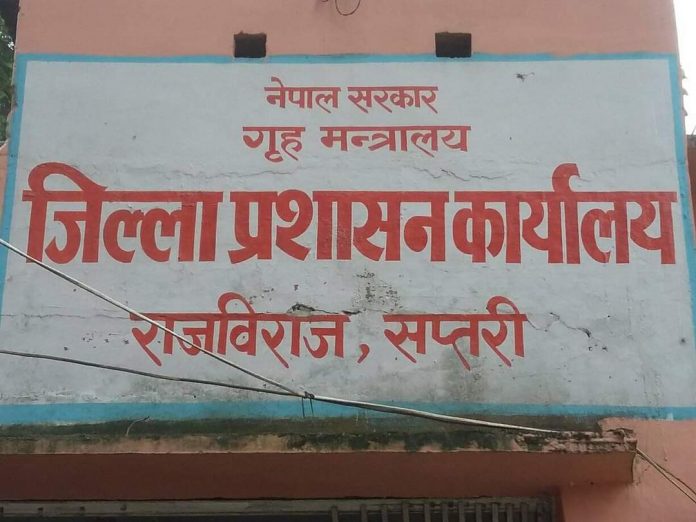 नेपाल सरकार
गृह मन्त्रालय
जिल्ला प्रशासन कार्यालय
राजविराज, सप्तरी